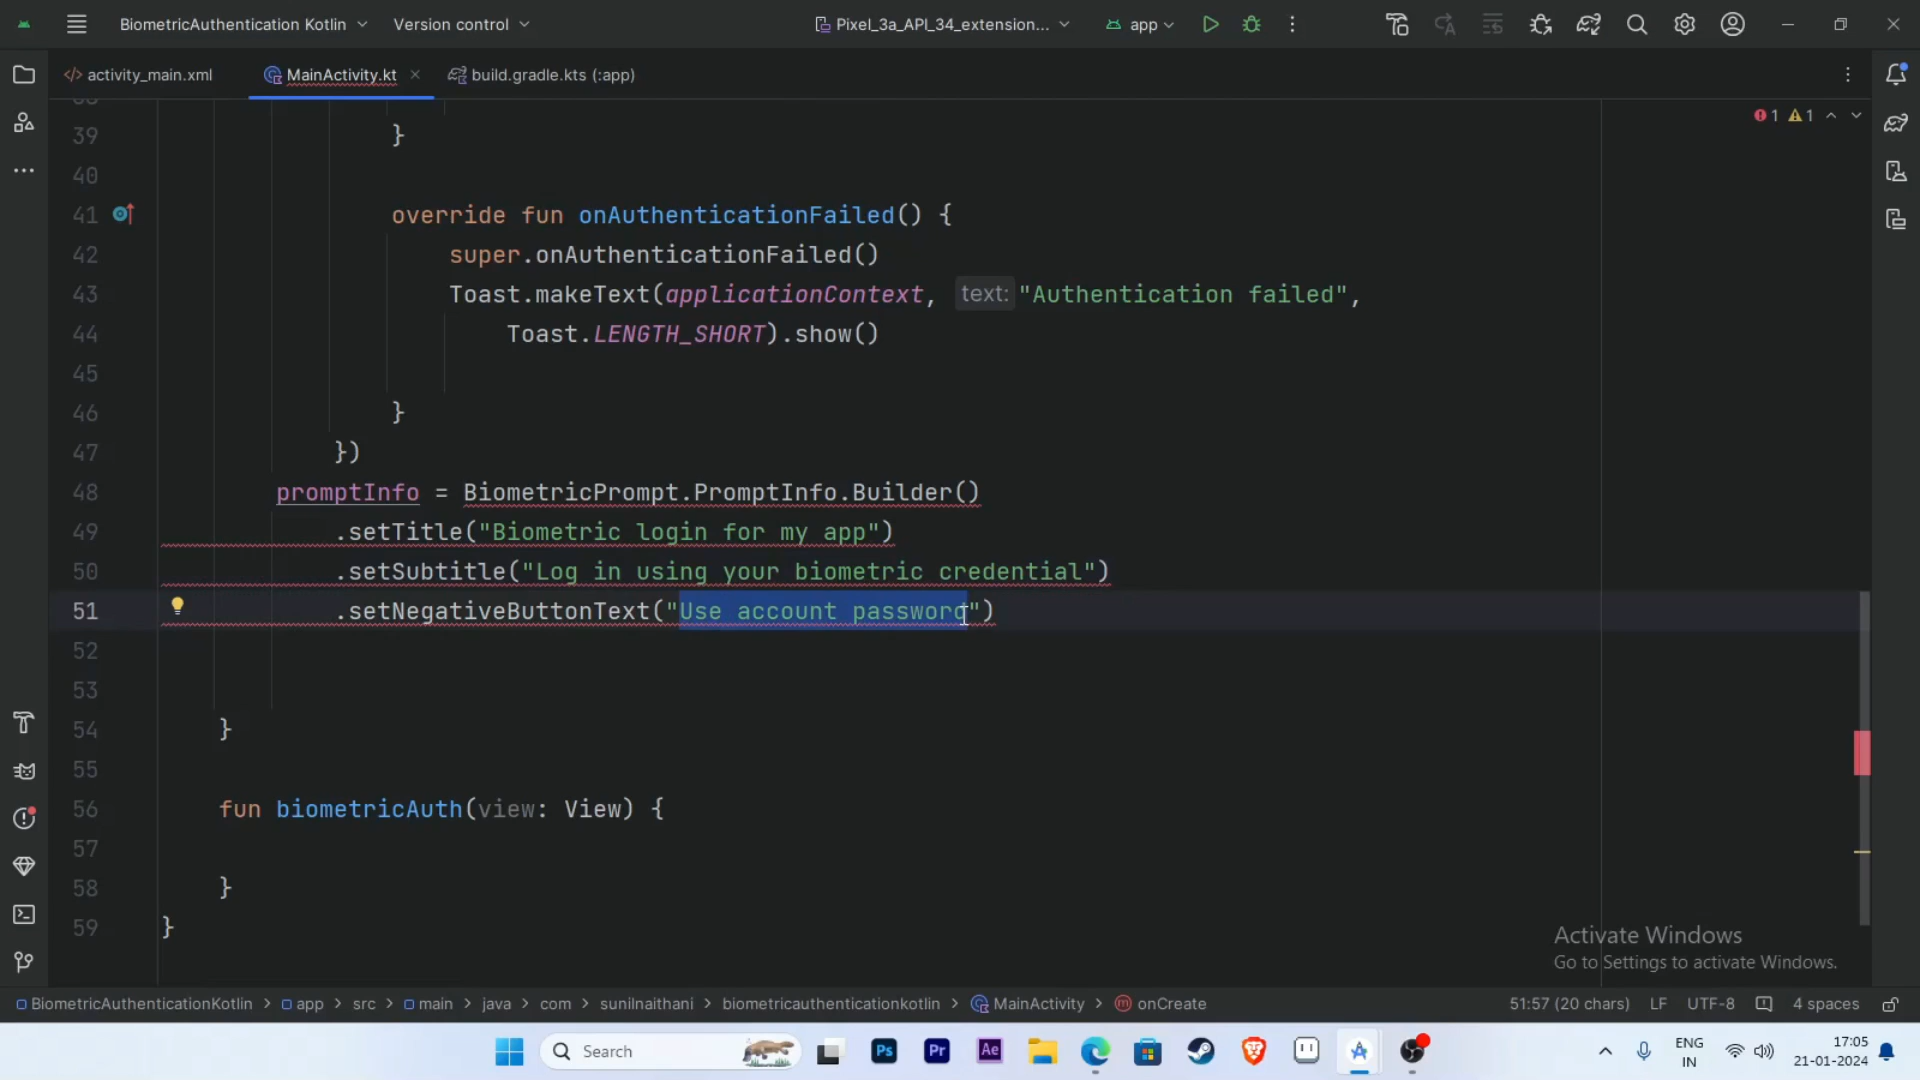 BiometricAuthentication Kotlin
Version control
Pixel_3a_API_34_extension...
app
activity_main.xml
MainActivity.kt
build.gradle.kts (:app)
1 1
39 }
40
41 override fun onAuthenticationFailed() {
42 super.onAuthenticationFailed()
43 Toast.makeText(applicationContext, text: "Authentication failed",
44 Toast.LENGTH_SHORT).show()
45
46 }
47 })
48 promptInfo = BiometricPrompt.PromptInfo.Builder()
49 .setTitle("Biometric login for my app")
50 .setSubtitle("Log in using your biometric credential")
51 .setNegativeButtonText("Use account password")
52
53
54 }
55
56 fun biometricAuth(view: View) {
57
58 }
59 }
Activate Windows
Go to Settings to activate Windows.
BiometricAuthenticationKotlin app src main java com sunilnaithani biometricauthenticationkotlin MainActivity onCreate
51:57 (20 chars) LF UTF-8 4 spaces
Search
Ps
Pr
Ae
ENG
IN
17:05
21-01-2024